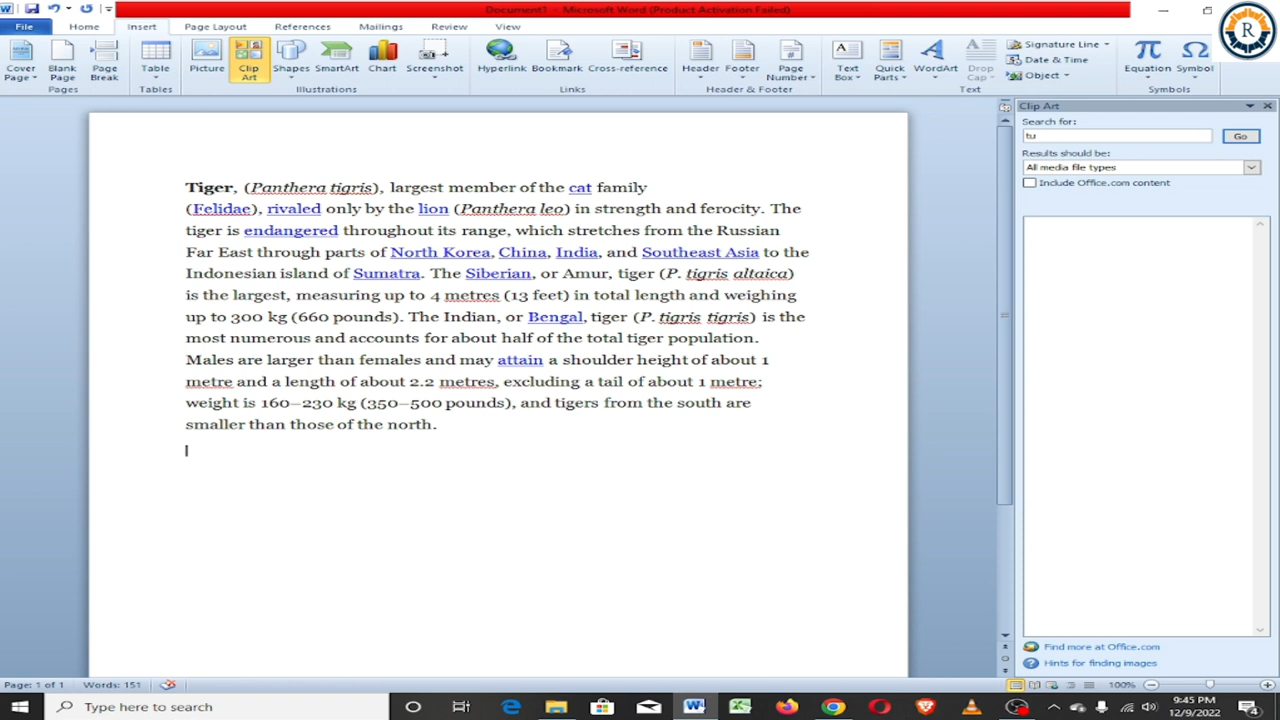 Document1 - Microsoft Word (Product Activation Failed)
File Home Insert Page Layout References Mailings Review View
Cover Page Blank Page Page Break Table Picture Clip Art Shapes SmartArt Chart Screenshot Hyperlink Bookmark Cross-reference Header Footer Page Number Text Box Quick Parts WordArt Drop Cap Signature Line Date & Time Object Equation Symbol
Pages Tables Illustrations Links Header & Footer Text Symbols
R
Clip Art
Search for:
tu Go
Results should be:
All media file types
Include Office.com content
Tiger, (Panthera tigris), largest member of the cat family
(Felidae), rivaled only by the lion (Panthera leo) in strength and ferocity. The
tiger is endangered throughout its range, which stretches from the Russian
Far East through parts of North Korea, China, India, and Southeast Asia to the
Indonesian island of Sumatra. The Siberian, or Amur, tiger (P. tigris altaica)
is the largest, measuring up to 4 metres (13 feet) in total length and weighing
up to 300 kg (660 pounds). The Indian, or Bengal, tiger (P. tigris tigris) is the
most numerous and accounts for about half of the total tiger population.
Males are larger than females and may attain a shoulder height of about 1
metre and a length of about 2.2 metres, excluding a tail of about 1 metre;
weight is 160–230 kg (350–500 pounds), and tigers from the south are
smaller than those of the north.
Find more at Office.com
Hints for finding images
Page: 1 of 1 Words: 151 100%
Type here to search
9:45 PM
12/9/2022
4